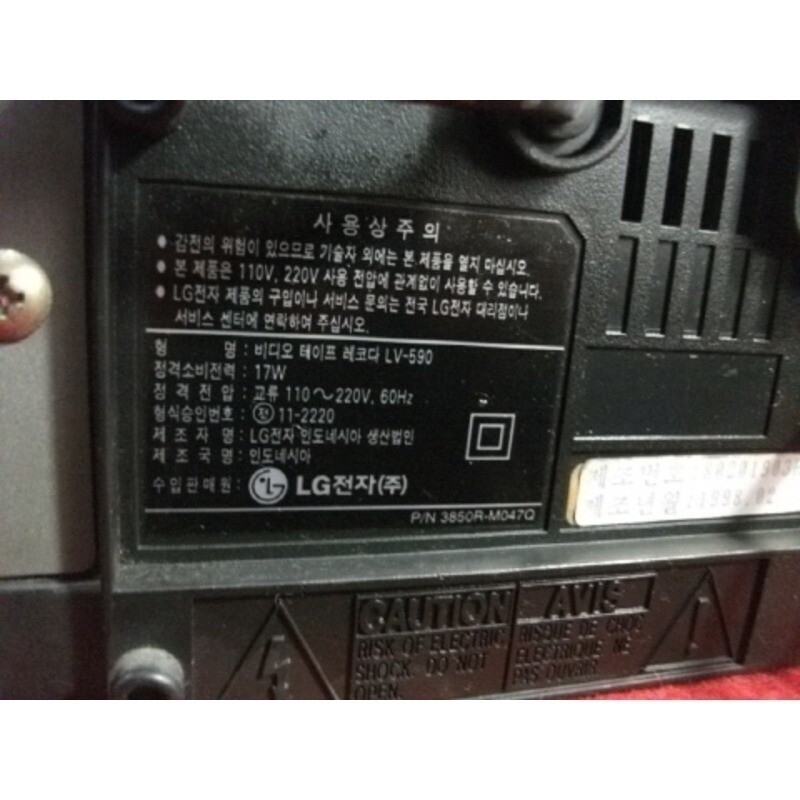 사용상주의
• 감전의 위험이 있으므로 기술자 외에는 본 제품을 열지 마십시오.
• 본 제품은 110V, 220V 사용 전압에 관계없이 사용할 수 있습니다.
• LG전자 제품의 구입이나 서비스 문의는 전국 LG전자 대리점이나
서비스 센터에 연락하여 주십시오.
형 명 : 비디오 테이프 레코다 LV-590
정격소비전력 : 17W
정격전압 : 교류 110～220V, 60Hz
형식승인번호 : 전 11-2220
제조자명 : LG전자 인도네시아 생산법인
제조국명 : 인도네시아
수입판매원 : LG전자(주)
P/N 3850R-M047Q
제조번호:
제조년월:1998.02
CAUTION
RISK OF ELECTRIC
SHOCK. DO NOT
OPEN.
AVIS
RISQUE DE CHOC
ELECTRIQUE NE
PAS OUVRIR.